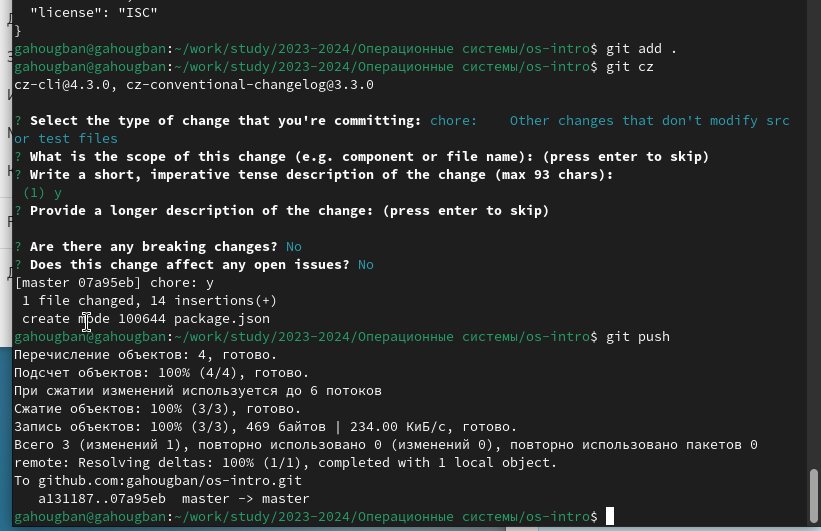 "license": "ISC"
}
gahougban@gahougban:~/work/study/2023-2024/Операционные системы/os-intro$ git add .
gahougban@gahougban:~/work/study/2023-2024/Операционные системы/os-intro$ git cz
cz-cli@4.3.0, cz-conventional-changelog@3.3.0
? Select the type of change that you're committing: chore:    Other changes that don't modify src
or test files
? What is the scope of this change (e.g. component or file name): (press enter to skip)
? Write a short, imperative tense description of the change (max 93 chars):
(1) y
? Provide a longer description of the change: (press enter to skip)
? Are there any breaking changes? No
? Does this change affect any open issues? No
[master 07a95eb] chore: y
1 file changed, 14 insertions(+)
create mode 100644 package.json
gahougban@gahougban:~/work/study/2023-2024/Операционные системы/os-intro$ git push
Перечисление объектов: 4, готово.
Подсчет объектов: 100% (4/4), готово.
При сжатии изменений используется до 6 потоков
Сжатие объектов: 100% (3/3), готово.
Запись объектов: 100% (3/3), 469 байтов | 234.00 КиБ/с, готово.
Всего 3 (изменений 1), повторно использовано 0 (изменений 0), повторно использовано пакетов 0
remote: Resolving deltas: 100% (1/1), completed with 1 local object.
To github.com:gahougban/os-intro.git
a131187..07a95eb  master -> master
gahougban@gahougban:~/work/study/2023-2024/Операционные системы/os-intro$